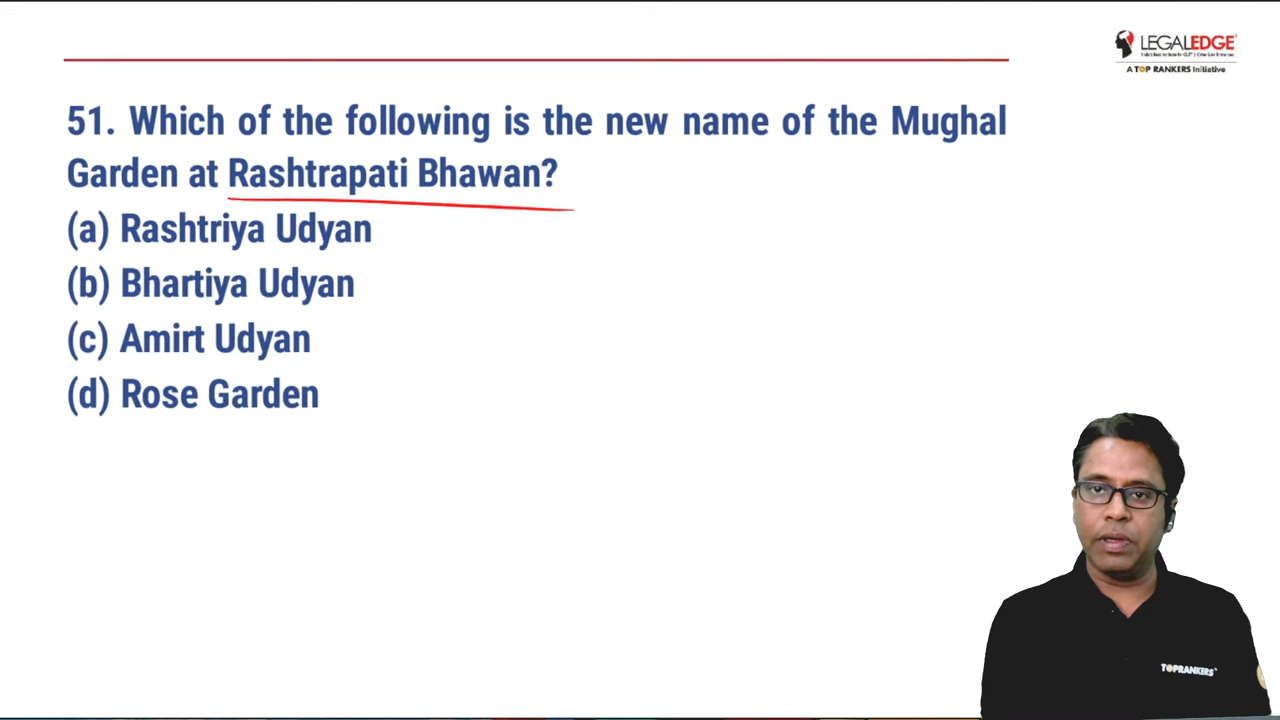 LEGALEDGE
A TOP RANKERS Initiative
51. Which of the following is the new name of the Mughal
Garden at Rashtrapati Bhawan?
(a) Rashtriya Udyan
(b) Bhartiya Udyan
(c) Amirt Udyan
(d) Rose Garden
TOPRANKERS